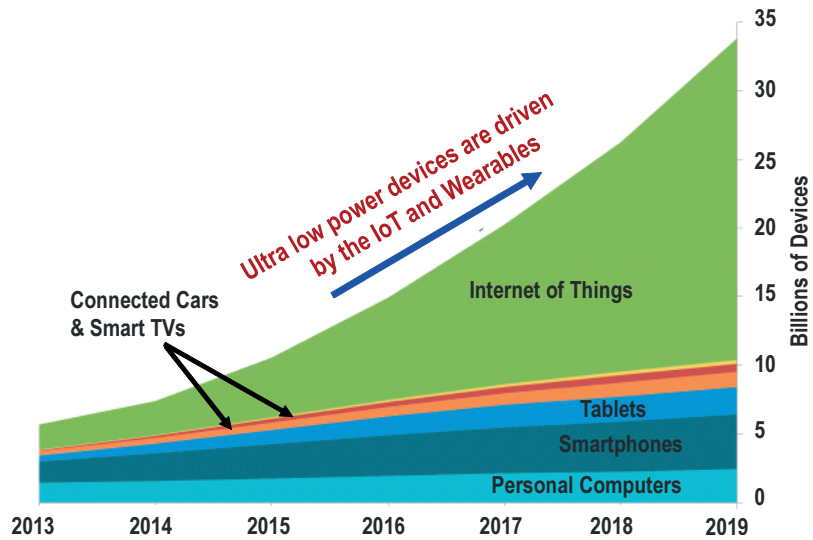 35
30
25
20
15
10
5
0
Billions of Devices
Ultra low power devices are driven
by the IoT and Wearables
Connected Cars
& Smart TVs
Internet of Things
Tablets
Smartphones
Personal Computers
2013 2014 2015 2016 2017 2018 2019